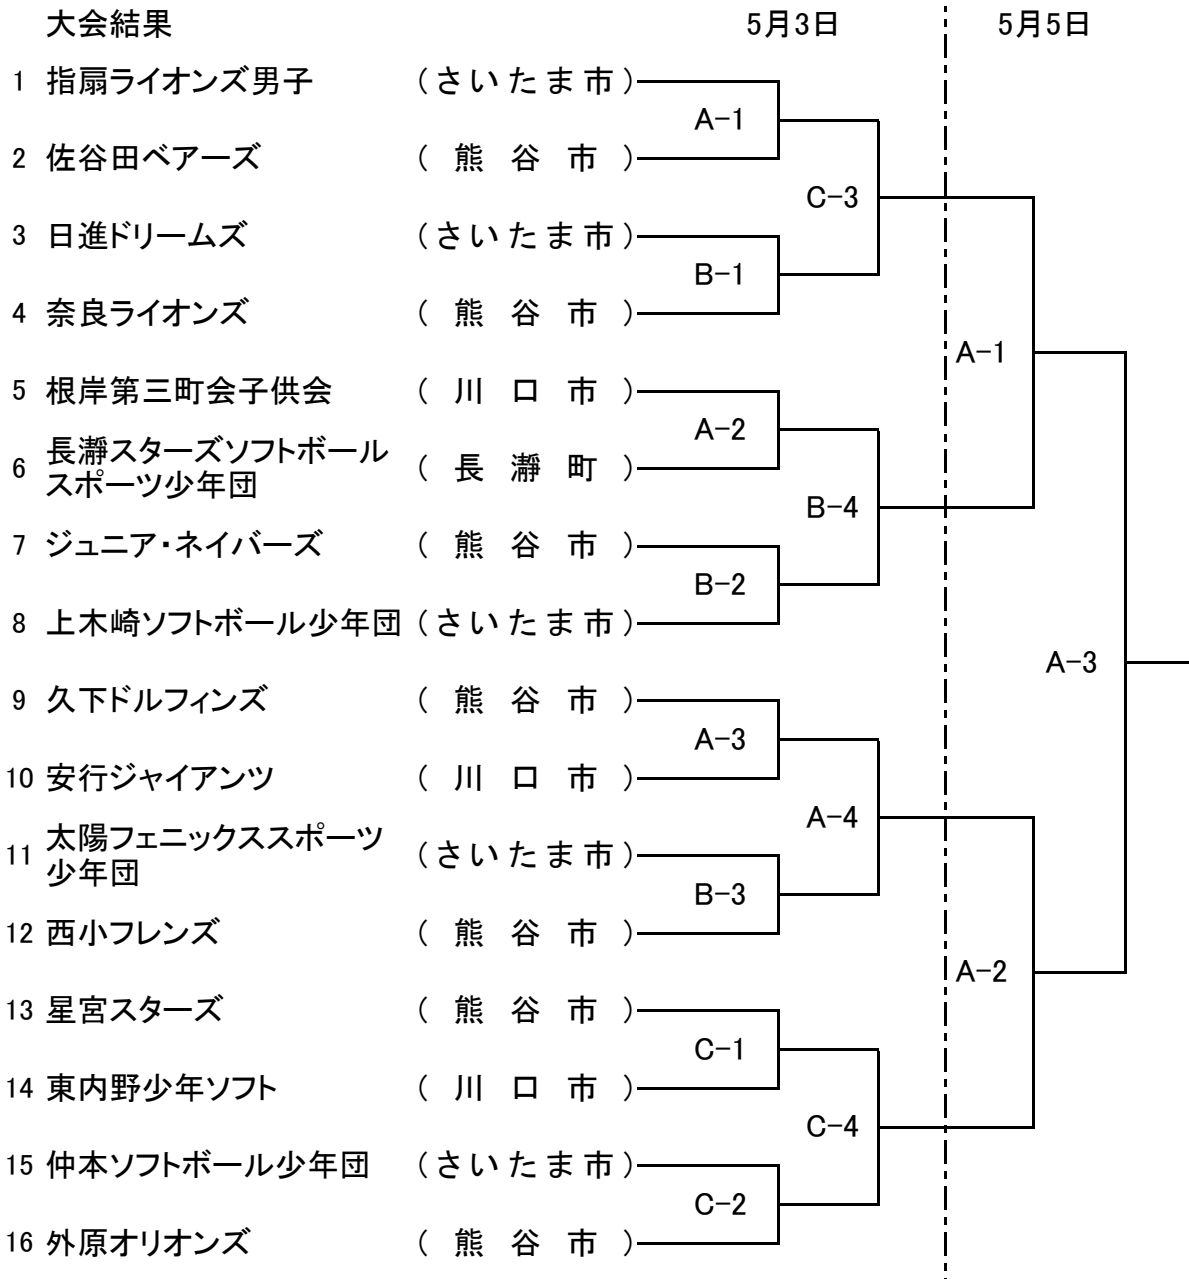 大会結果 5月3日 5月5日
1 指扇ライオンズ男子 (さいたま市)
A-1
2 佐谷田ベアーズ (熊谷市)
C-3
3 日進ドリームズ (さいたま市)
B-1
4 奈良ライオンズ (熊谷市)
A-1
5 根岸第三町会子供会 (川口市)
A-2
6 長瀞スターズソフトボール
スポーツ少年団 (長瀞町)
B-4
7 ジュニア・ネイバーズ (熊谷市)
B-2
8 上木崎ソフトボール少年団 (さいたま市)
A-3
9 久下ドルフィンズ (熊谷市)
A-3
10 安行ジャイアンツ (川口市)
A-4
11 太陽フェニックススポーツ
少年団 (さいたま市)
B-3
12 西小フレンズ (熊谷市)
A-2
13 星宮スターズ (熊谷市)
C-1
14 東内野少年ソフト (川口市)
C-4
15 仲本ソフトボール少年団 (さいたま市)
C-2
16 外原オリオンズ (熊谷市)